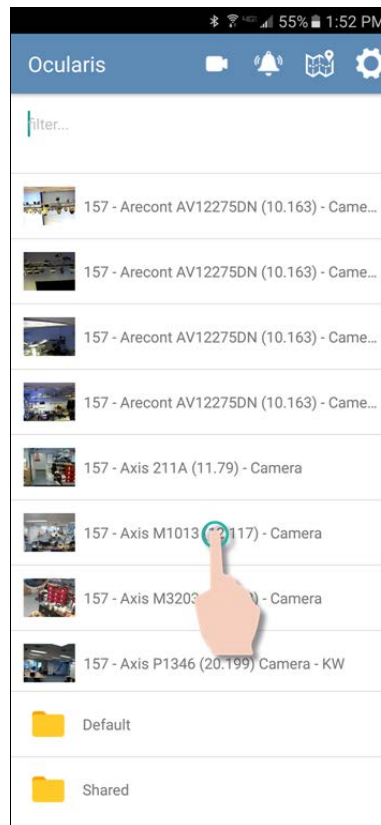 55% 1:52 PM
Ocularis
filter...
157 - Arecont AV12275DN (10.163) - Came...
157 - Arecont AV12275DN (10.163) - Came...
157 - Arecont AV12275DN (10.163) - Came...
157 - Arecont AV12275DN (10.163) - Came...
157 - Axis 211A (11.79) - Camera
157 - Axis M1013 (12.117) - Camera
157 - Axis M3203 - Camera
157 - Axis P1346 (20.199) Camera - KW
Default
Shared